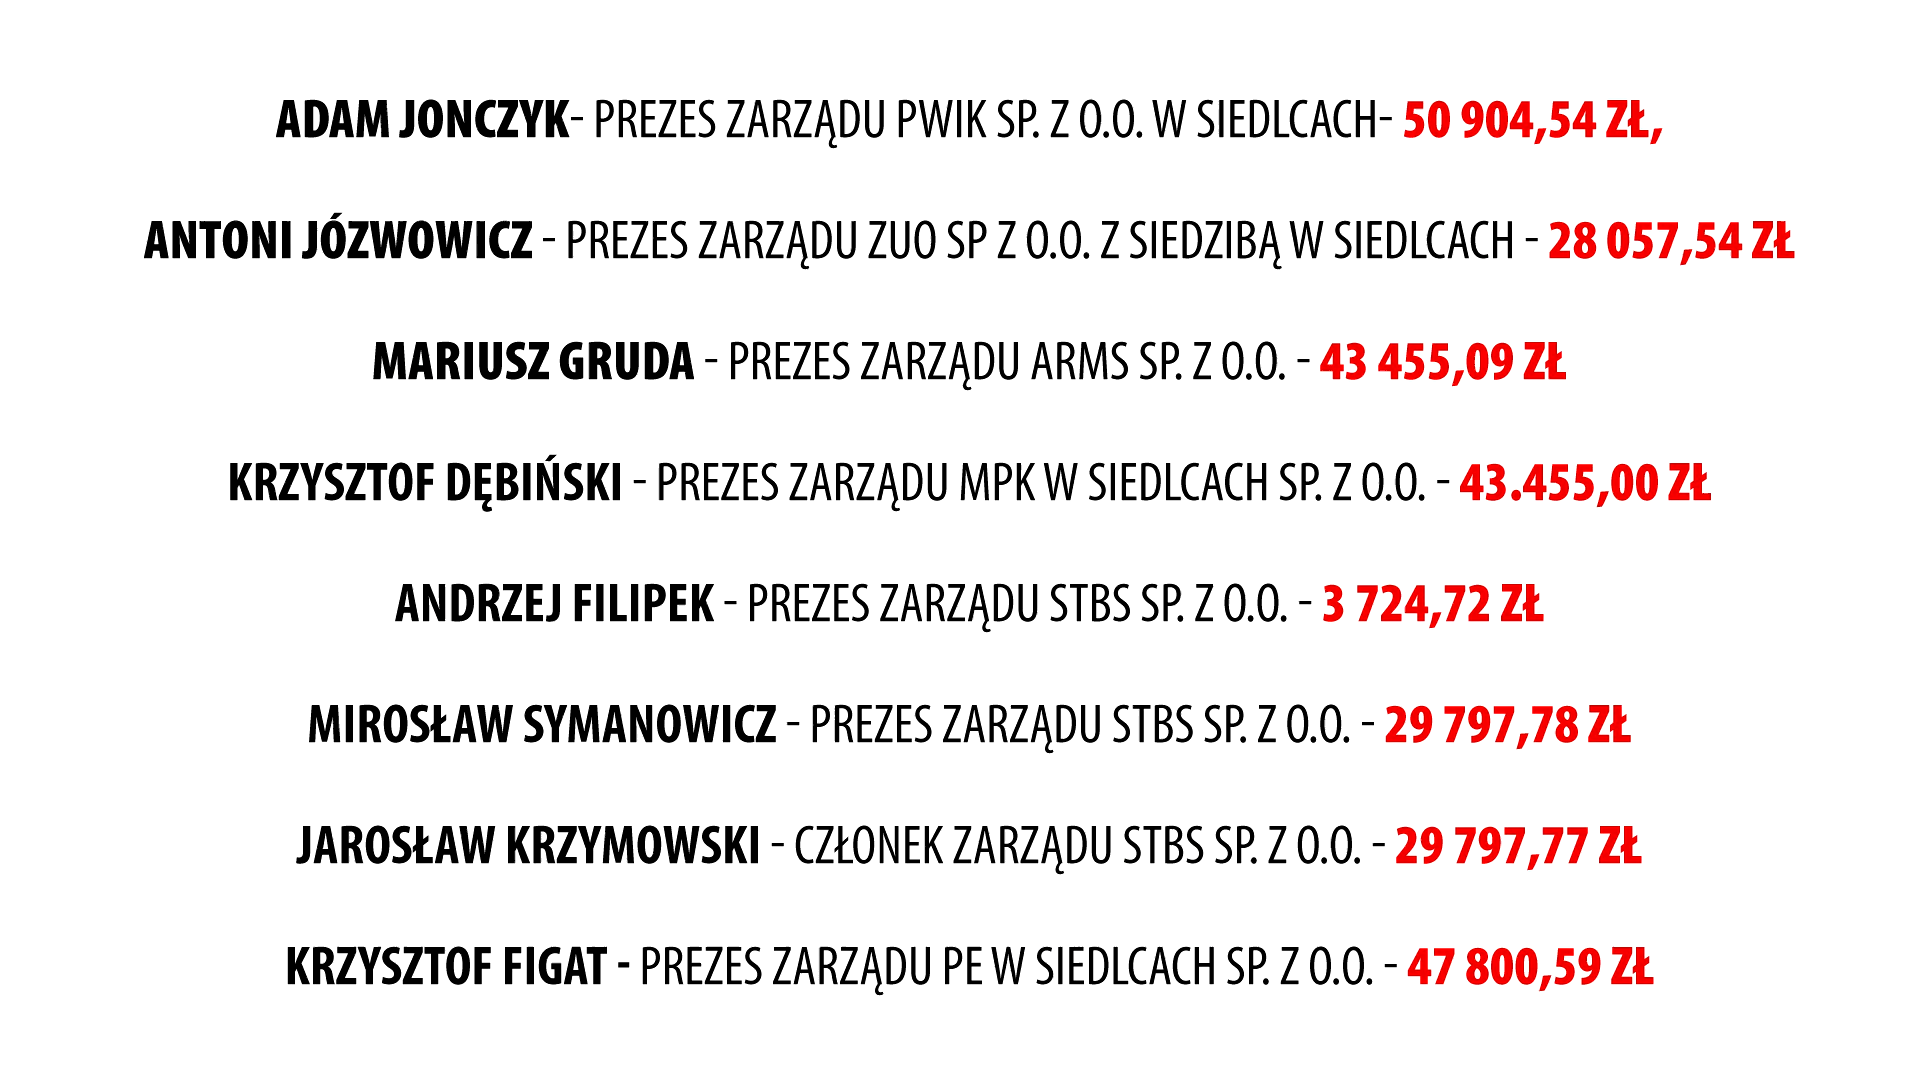 ADAM JONCZYK- PREZES ZARZĄDU PWIK SP. Z O.O. W SIEDLCACH- 50 904,54 ZŁ,
ANTONI JÓZWOWICZ - PREZES ZARZĄDU ZUO SP Z O.O. Z SIEDZIBĄ W SIEDLCACH - 28 057,54 ZŁ
MARIUSZ GRUDA - PREZES ZARZĄDU ARMS SP. Z O.O. - 43 455,09 ZŁ
KRZYSZTOF DĘBIŃSKI - PREZES ZARZĄDU MPK W SIEDLCACH SP. Z O.O. - 43.455,00 ZŁ
ANDRZEJ FILIPEK - PREZES ZARZĄDU STBS SP. Z O.O. - 3 724,72 ZŁ
MIROSŁAW SYMANOWICZ - PREZES ZARZĄDU STBS SP. Z O.O. - 29 797,78 ZŁ
JAROSŁAW KRZYMOWSKI - CZŁONEK ZARZĄDU STBS SP. Z O.O. - 29 797,77 ZŁ
KRZYSZTOF FIGAT - PREZES ZARZĄDU PE W SIEDLCACH SP. Z O.O. - 47 800,59 ZŁ